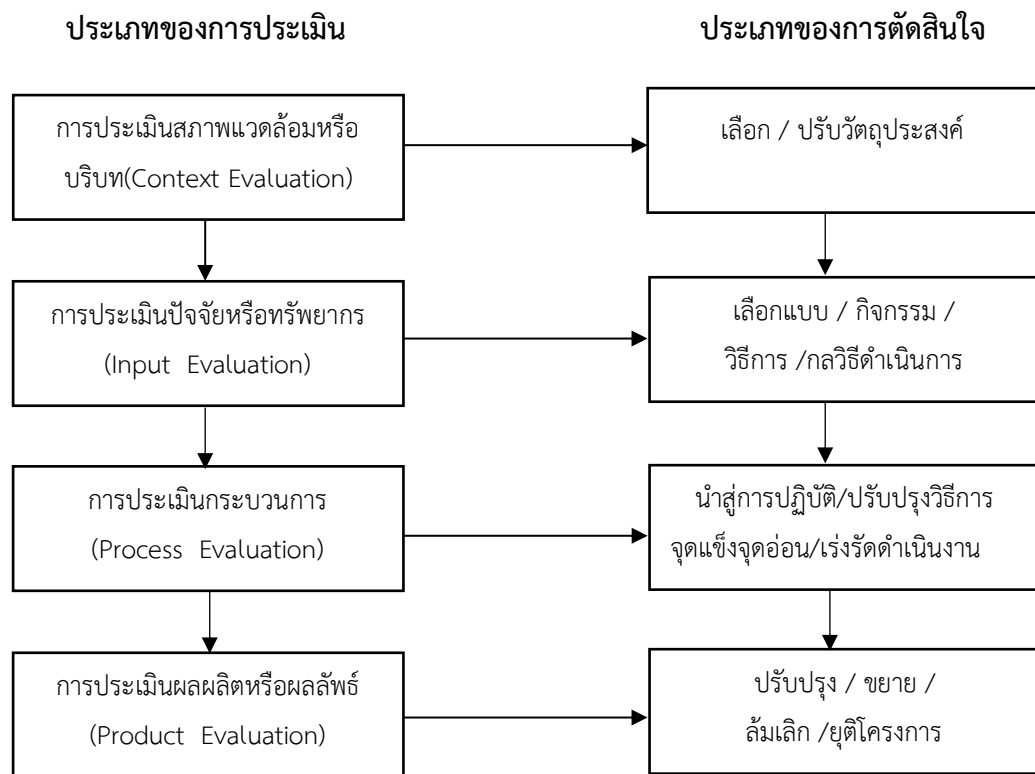 ประเภทของการประเมิน
ประเภทของการตัดสินใจ
การประเมินสภาพแวดล้อมหรือ
บริบท(Context Evaluation)
เลือก / ปรับวัตถุประสงค์
การประเมินปัจจัยหรือทรัพยากร
(Input Evaluation)
เลือกแบบ / กิจกรรม /
วิธีการ /กลวิธีดำเนินการ
การประเมินกระบวนการ
(Process Evaluation)
นำสู่การปฏิบัติ/ปรับปรุงวิธีการ
จุดแข็งจุดอ่อน/เร่งรัดดำเนินงาน
การประเมินผลผลิตหรือผลลัพธ์
(Product Evaluation)
ปรับปรุง / ขยาย /
ล้มเลิก /ยุติโครงการ